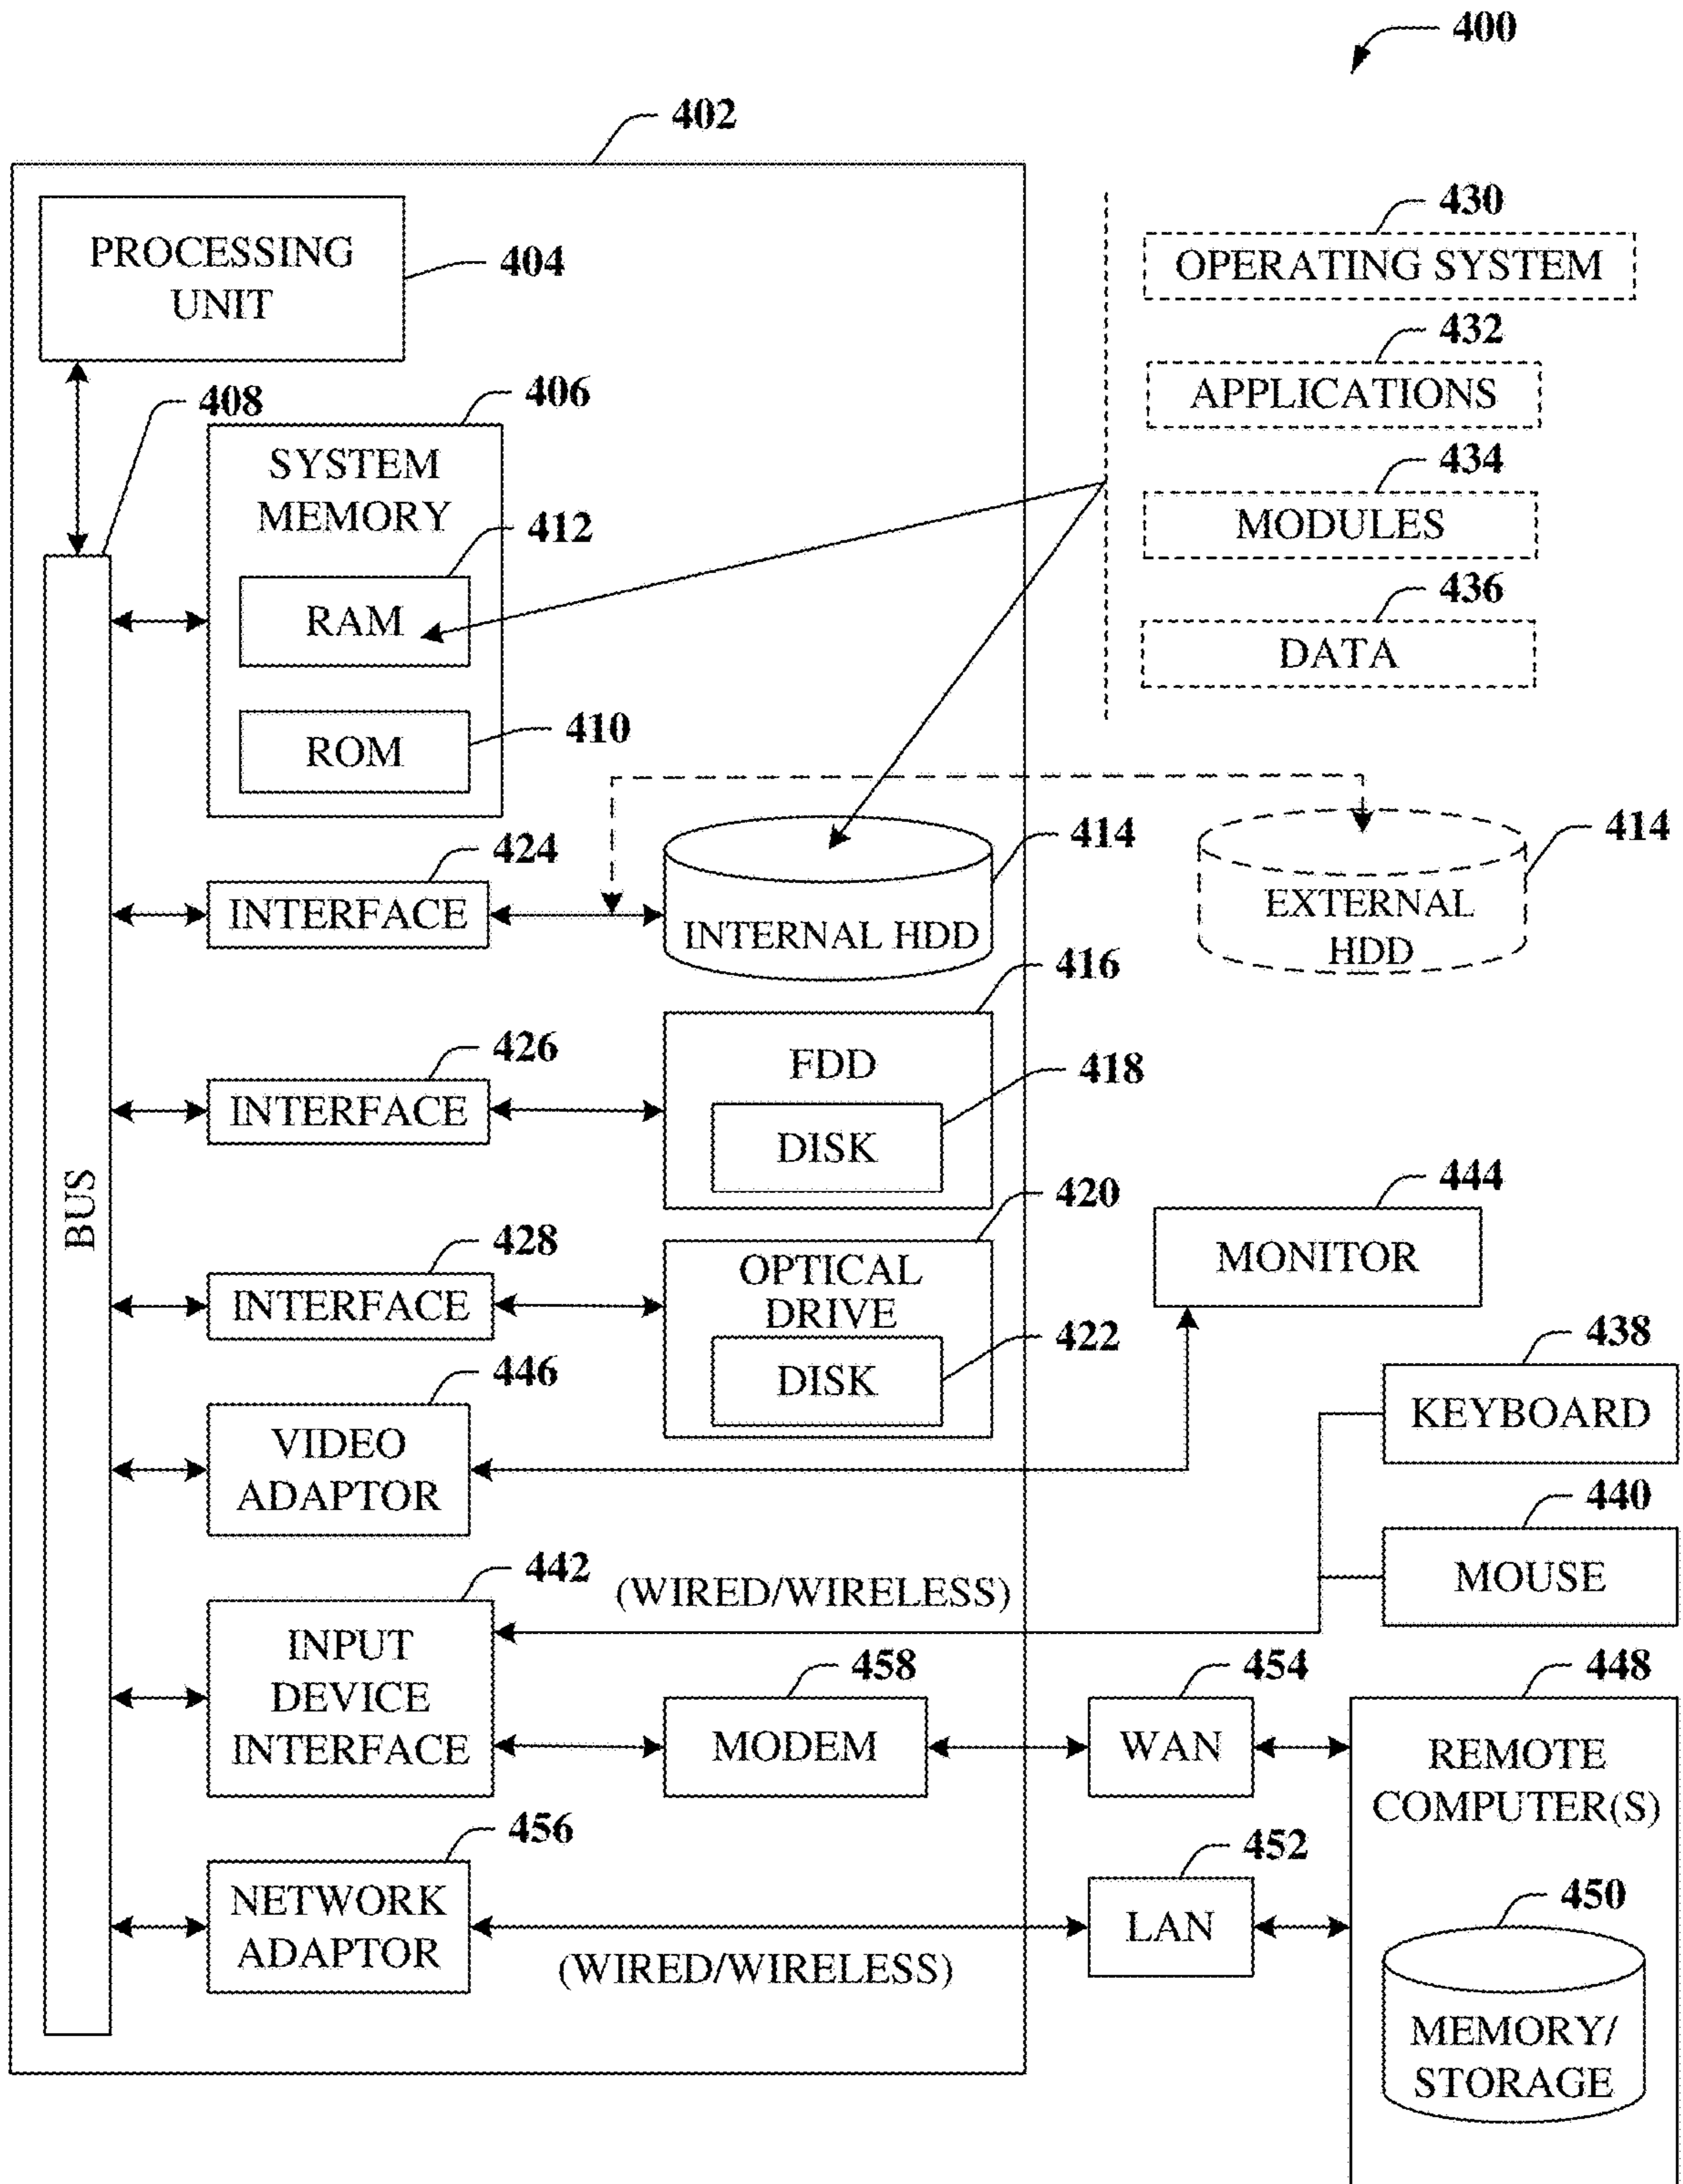 400
402
PROCESSING
UNIT
404
430
OPERATING SYSTEM
432
APPLICATIONS
434
MODULES
436
DATA
408
406
SYSTEM
MEMORY
412
RAM
410
ROM
BUS
424
INTERFACE
414
INTERNAL HDD
414
EXTERNAL
HDD
426
INTERFACE
416
FDD
418
DISK
428
INTERFACE
420
OPTICAL
DRIVE
422
DISK
444
MONITOR
446
VIDEO
ADAPTOR
438
KEYBOARD
440
MOUSE
442
INPUT
DEVICE
INTERFACE
(WIRED/WIRELESS)
458
MODEM
454
WAN
448
REMOTE
COMPUTER(S)
456
NETWORK
ADAPTOR
(WIRED/WIRELESS)
452
LAN
450
MEMORY/
STORAGE